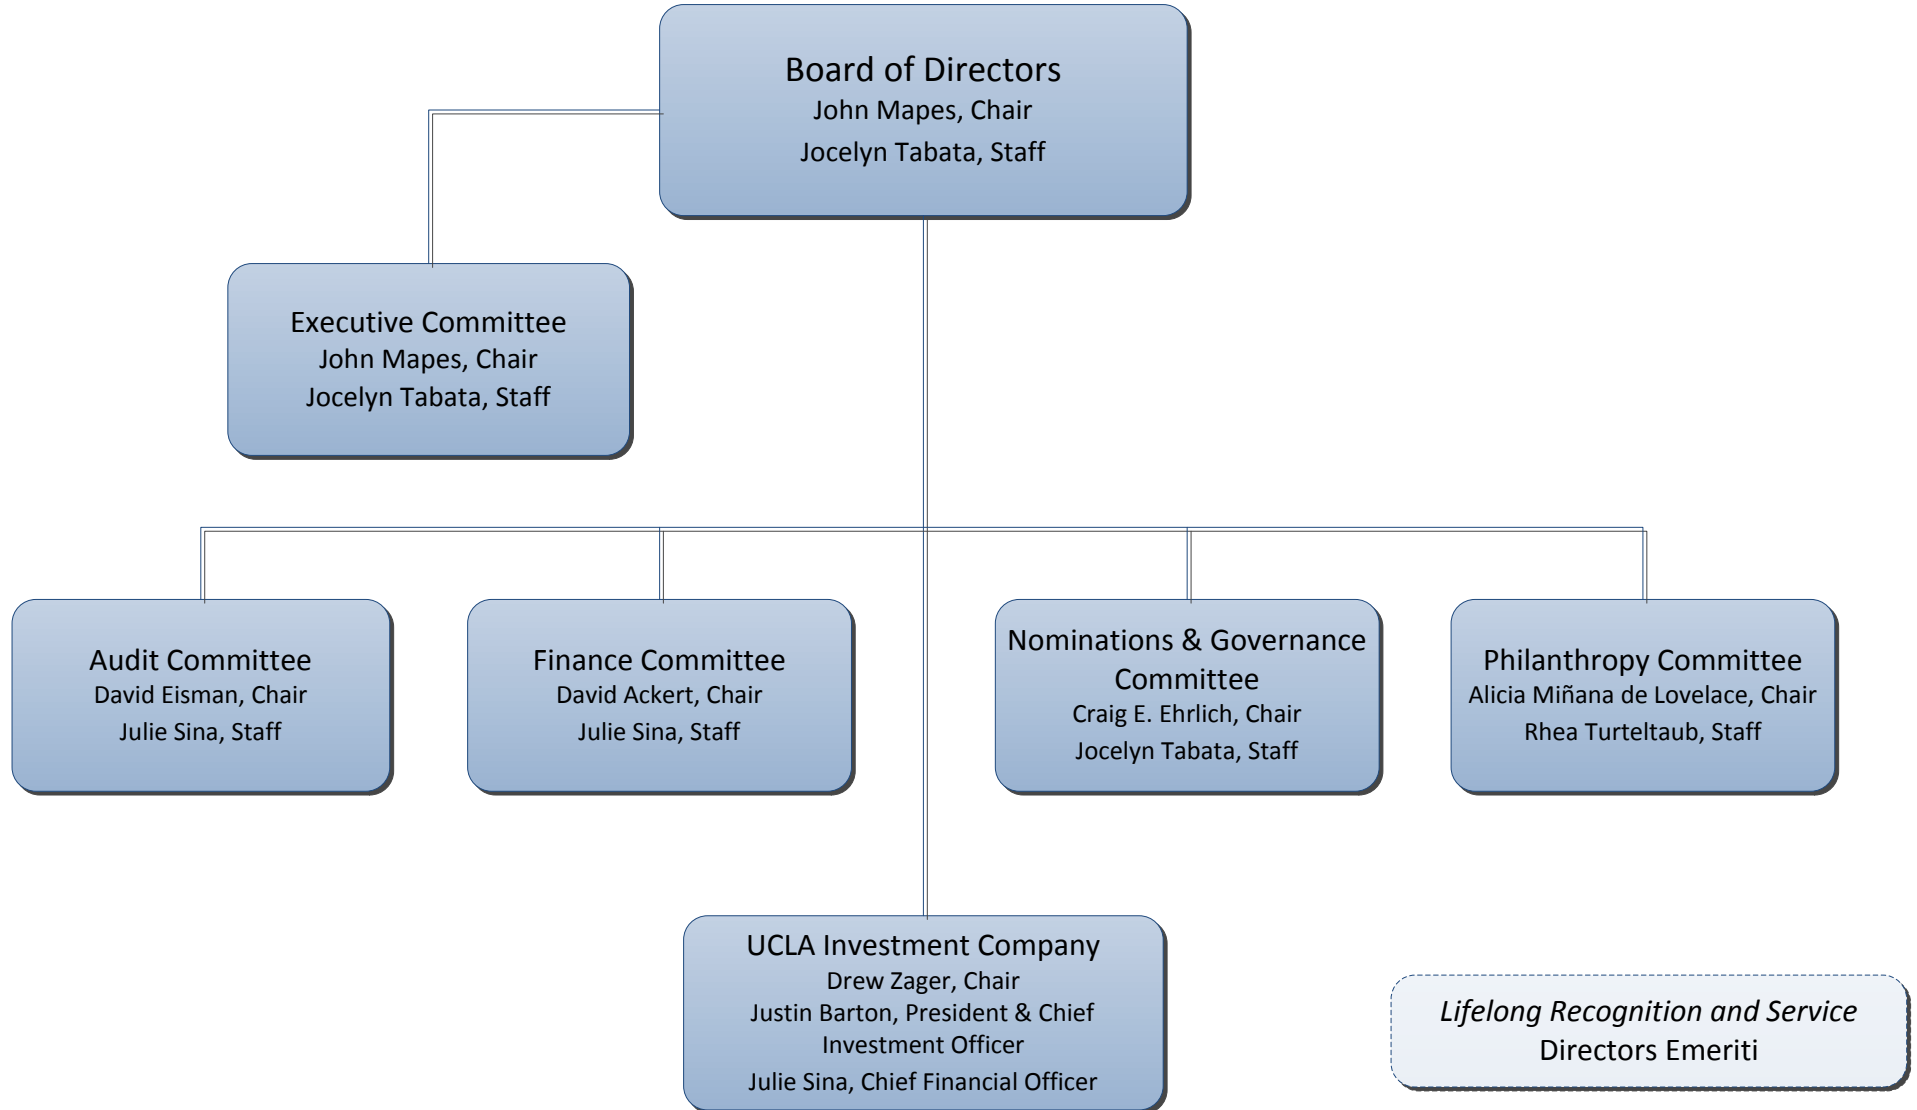 Board of Directors
John Mapes, Chair
Jocelyn Tabata, Staff
Executive Committee
John Mapes, Chair
Jocelyn Tabata, Staff
Audit Committee
David Eisman, Chair
Julie Sina, Staff
Finance Committee
David Ackert, Chair
Julie Sina, Staff
Nominations & Governance
Committee
Craig E. Ehrlich, Chair
Jocelyn Tabata, Staff
Philanthropy Committee
Alicia Miñana de Lovelace, Chair
Rhea Turteltaub, Staff
UCLA Investment Company
Drew Zager, Chair
Justin Barton, President & Chief
Investment Officer
Julie Sina, Chief Financial Officer
Lifelong Recognition and Service
Directors Emeriti